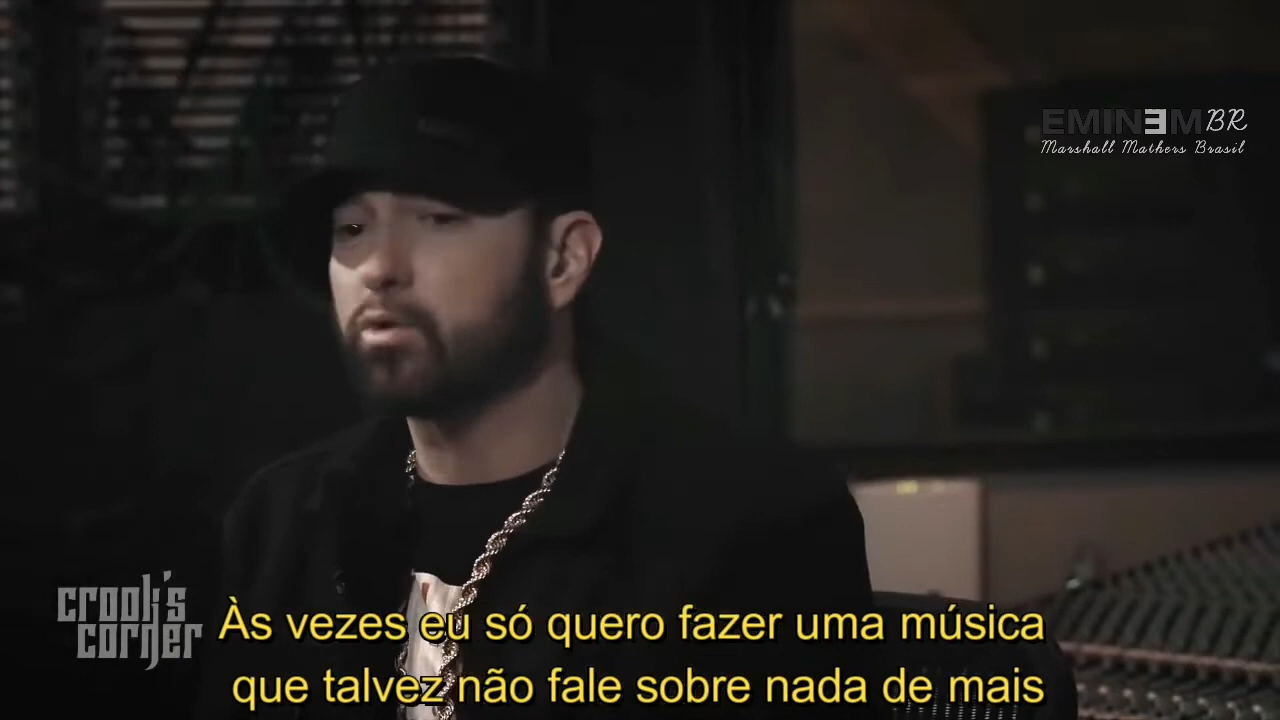 EMINƎMBR
Marshall Mathers Brasil
crook's
corner
Às vezes eu só quero fazer uma música
que talvez não fale sobre nada de mais